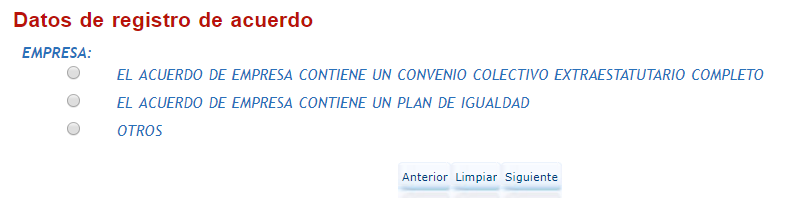 Datos de registro de acuerdo
EMPRESA:
EL ACUERDO DE EMPRESA CONTIENE UN CONVENIO COLECTIVO EXTRAESTATUTARIO COMPLETO
EL ACUERDO DE EMPRESA CONTIENE UN PLAN DE IGUALDAD
OTROS
Anterior Limpiar Siguiente